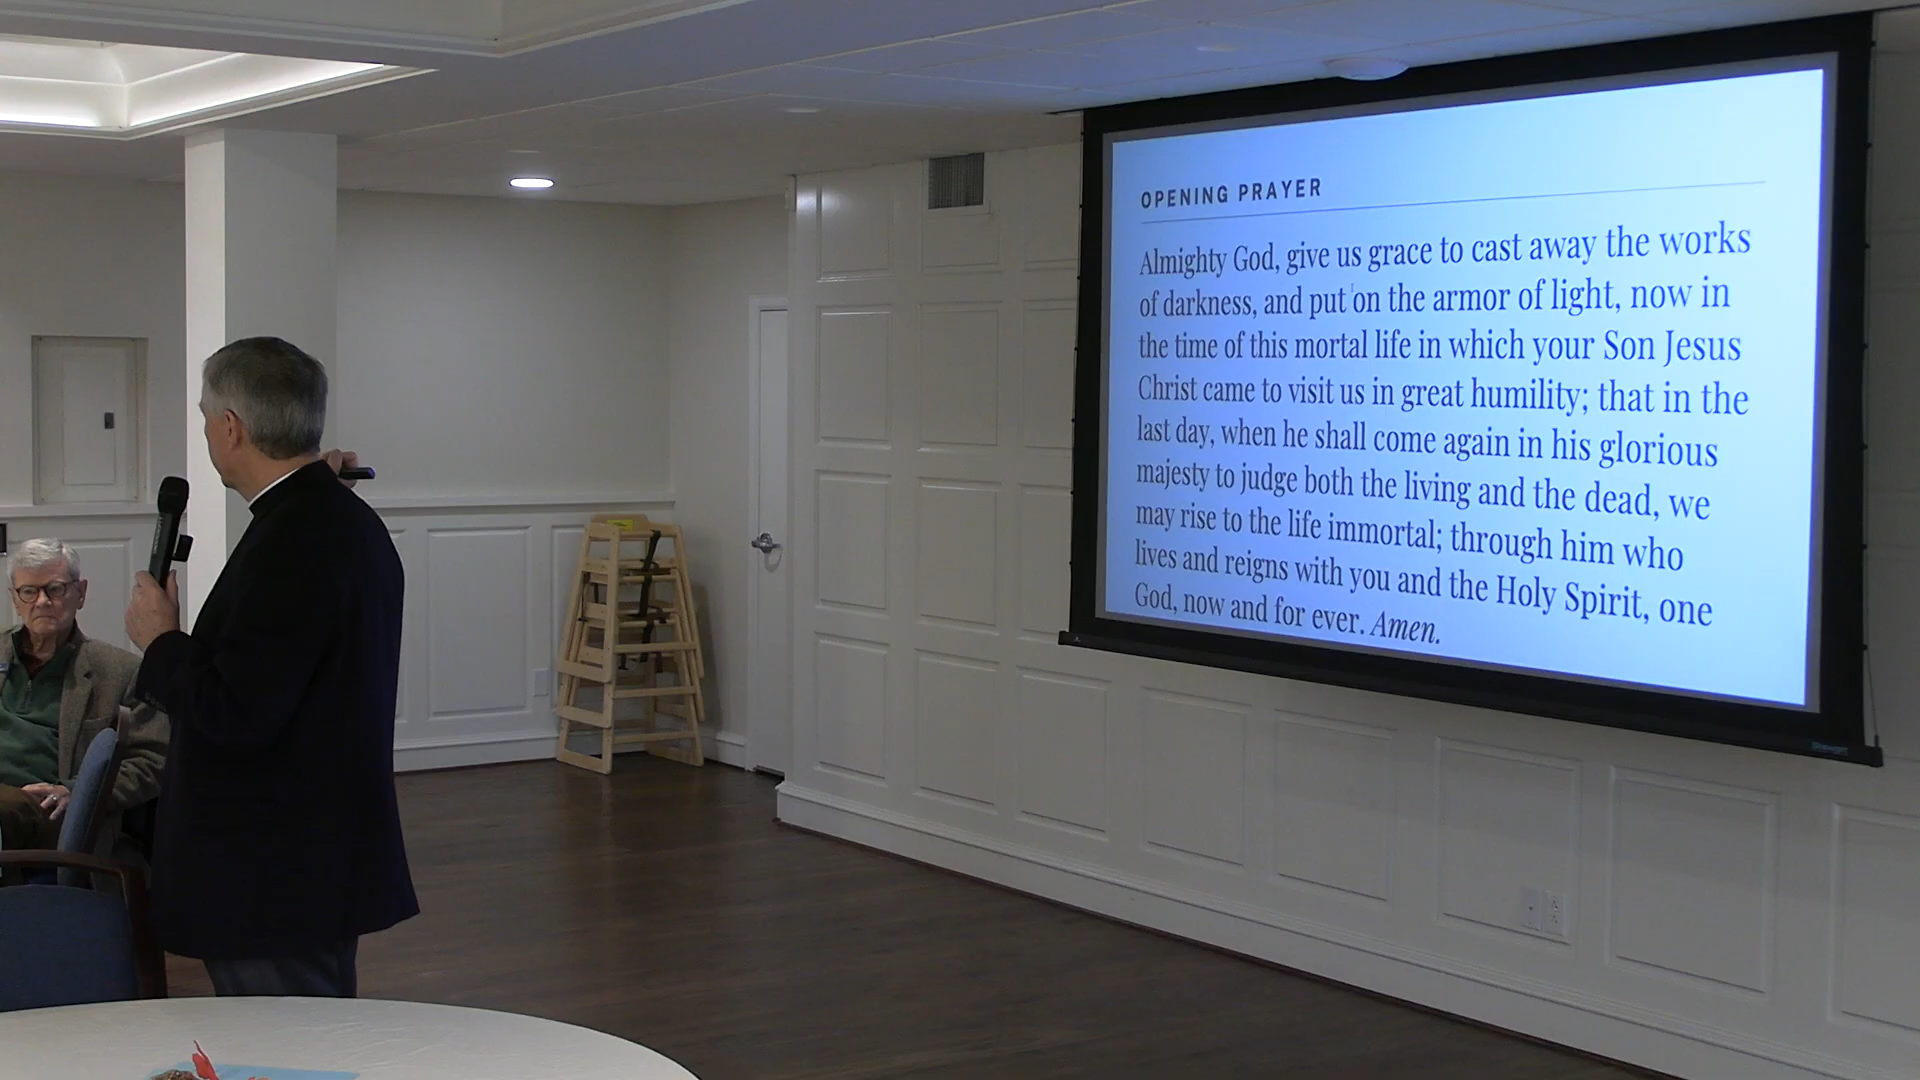 OPENING PRAYER
Almighty God, give us grace to cast away the works
of darkness, and put on the armor of light, now in
the time of this mortal life in which your Son Jesus
Christ came to visit us in great humility; that in the
last day, when he shall come again in his glorious
majesty to judge both the living and the dead, we
may rise to the life immortal; through him who
lives and reigns with you and the Holy Spirit, one
God, now and for ever. Amen.
Stewart